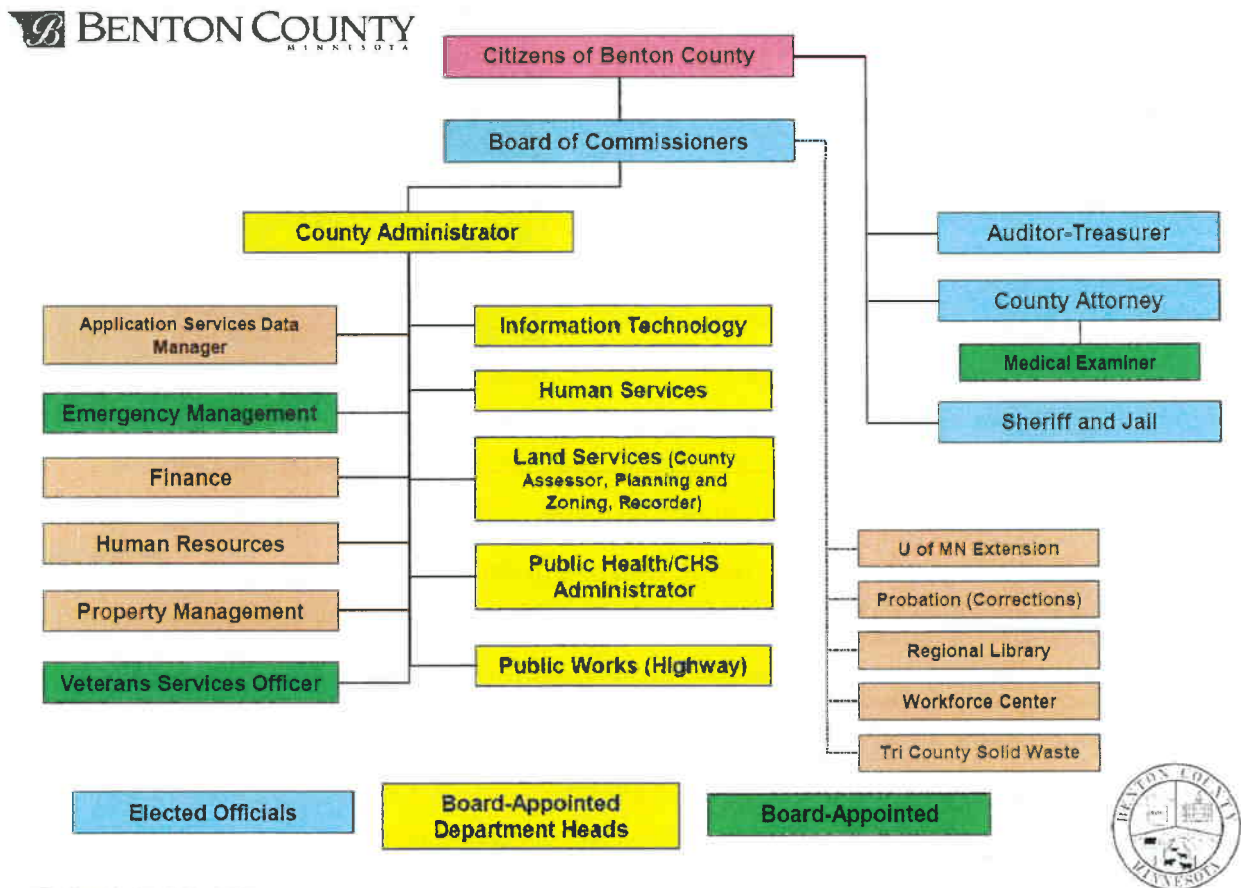 BENTON COUNTY
MINNESOTA
Citizens of Benton County
Board of Commissioners
County Administrator
Auditor-Treasurer
County Attorney
Medical Examiner
Sheriff and Jail
Application Services Data
Manager
Emergency Management
Finance
Human Resources
Property Management
Veterans Services Officer
Information Technology
Human Services
Land Services (County
Assessor, Planning and
Zoning, Recorder)
Public Health/CHS
Administrator
Public Works (Highway)
U of MN Extension
Probation (Corrections)
Regional Library
Workforce Center
Tri County Solid Waste
Elected Officials
Board-Appointed
Department Heads
Board-Appointed
BENTON COUNTY
MINNESOTA